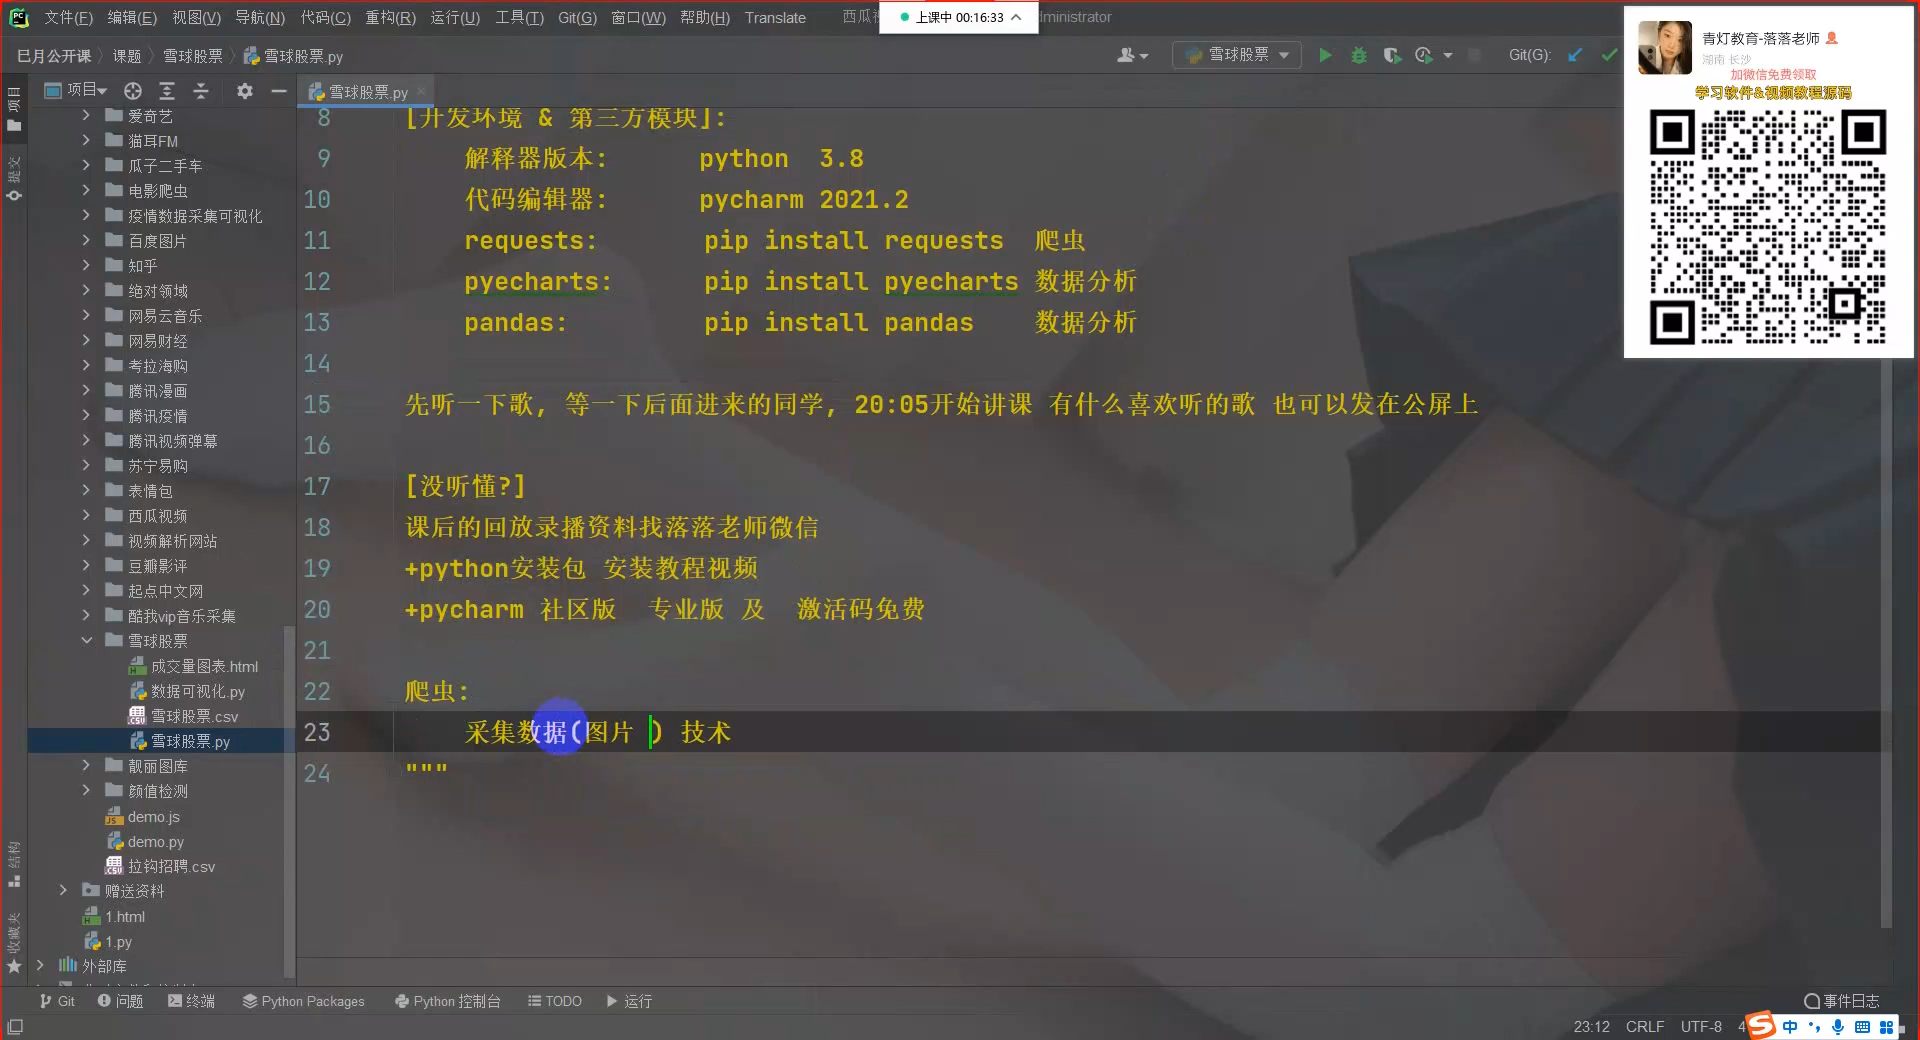 文件(F) 编辑(E) 视图(V) 导航(N) 代码(C) 重构(R) 运行(U) 工具(T) Git(G) 窗口(W) 帮助(H) Translate 西瓜视
上课中 00:16:33
dministrator
巳月公开课 课题 雪球股票 雪球股票.py
雪球股票
Git(G):
青灯教育-落落老师
湖南 长沙
加微信免费领取
学习软件&视频教程源码
项目
提交
结构
收藏夹
项目
爱奇艺
猫耳FM
瓜子二手车
电影爬虫
疫情数据采集可视化
百度图片
知乎
绝对领域
网易云音乐
网易财经
考拉海购
腾讯漫画
腾讯疫情
腾讯视频弹幕
苏宁易购
表情包
西瓜视频
视频解析网站
豆瓣影评
起点中文网
酷我vip音乐采集
雪球股票
成交量图表.html
数据可视化.py
雪球股票.csv
雪球股票.py
靓丽图库
颜值检测
demo.js
demo.py
拉钩招聘.csv
赠送资料
1.html
1.py
外部库
雪球股票.py
8 [开发环境 & 第三方模块]:
9 解释器版本: python 3.8
10 代码编辑器: pycharm 2021.2
11 requests: pip install requests 爬虫
12 pyecharts: pip install pyecharts 数据分析
13 pandas: pip install pandas 数据分析
14
15 先听一下歌, 等一下后面进来的同学, 20:05开始讲课 有什么喜欢听的歌 也可以发在公屏上
16
17 [没听懂?]
18 课后的回放录播资料找落落老师微信
19 +python安装包 安装教程视频
20 +pycharm 社区版 专业版 及 激活码免费
21
22 爬虫:
23 采集数据(图片 ) 技术
24 """
Git 问题 终端 Python Packages Python 控制台 TODO 运行
事件日志
23:12 CRLF UTF-8 4
中